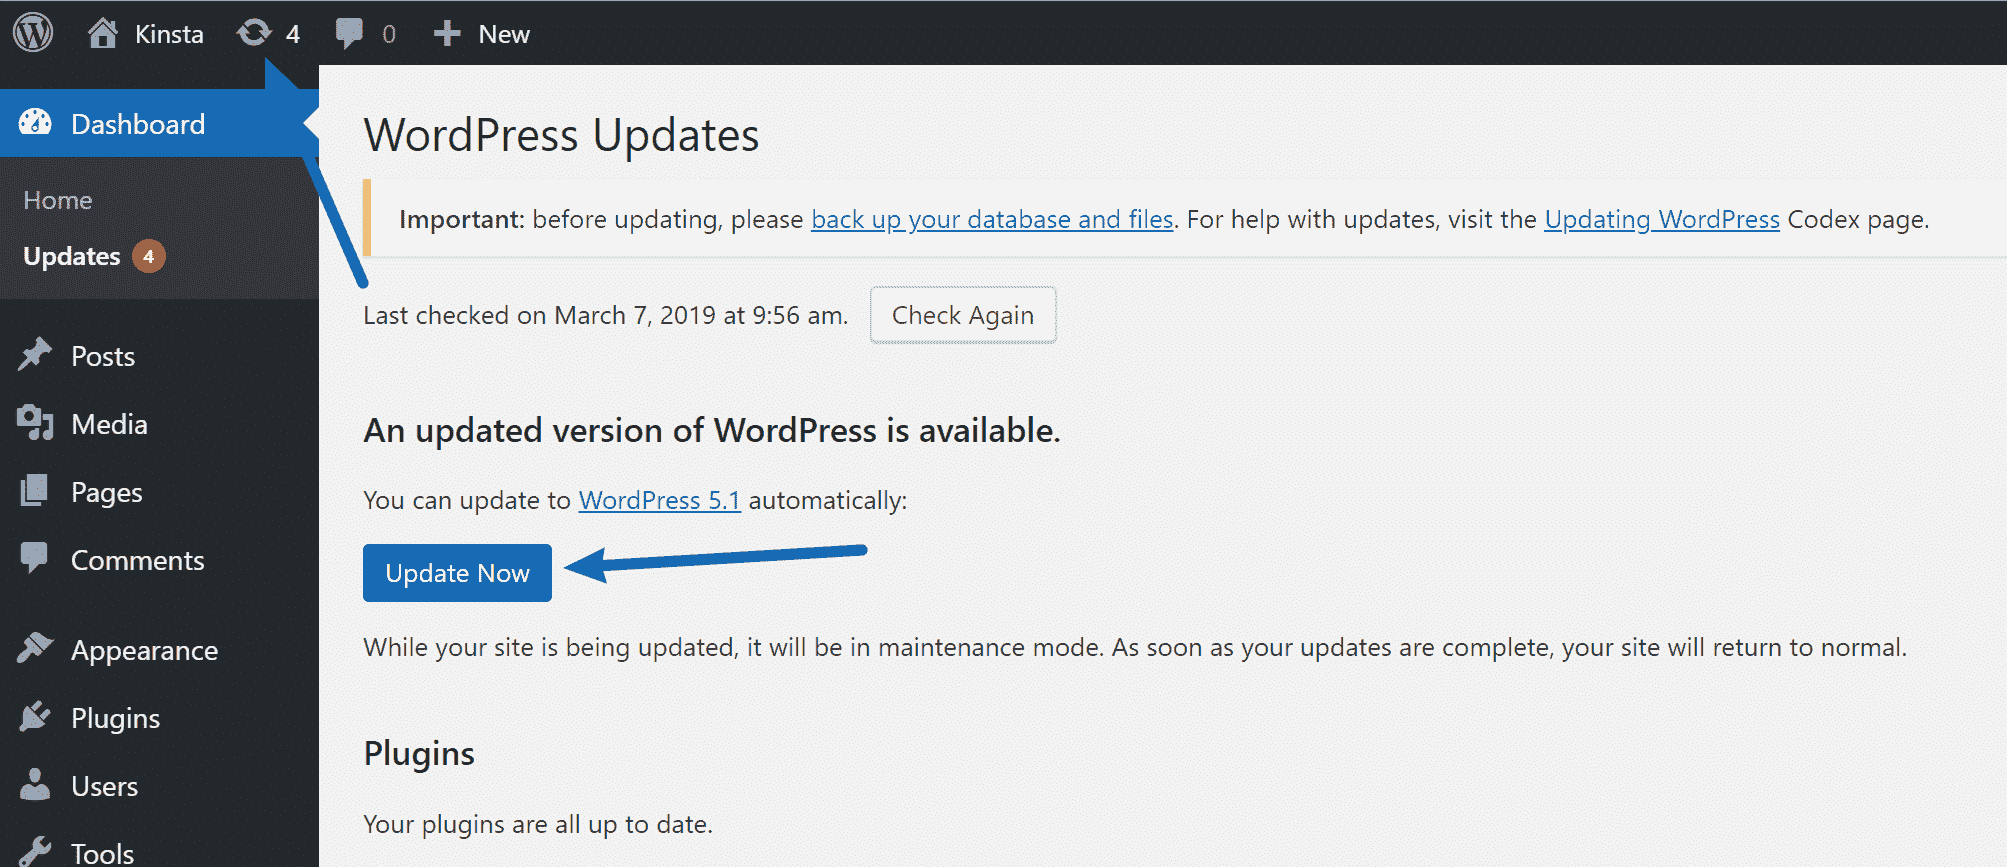 Kinsta 4 0 New
Dashboard
Home
Updates 4
Posts
Media
Pages
Comments
Appearance
Plugins
Users
Tools
WordPress Updates
Important: before updating, please back up your database and files. For help with updates, visit the Updating WordPress Codex page.
Last checked on March 7, 2019 at 9:56 am. Check Again
An updated version of WordPress is available.
You can update to WordPress 5.1 automatically:
Update Now
While your site is being updated, it will be in maintenance mode. As soon as your updates are complete, your site will return to normal.
Plugins
Your plugins are all up to date.